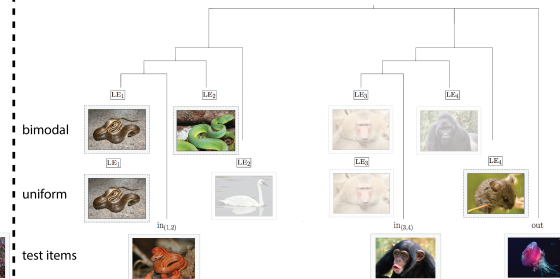 LE1 LE2 LE3 LE4
bimodal
LE1 LE2 LE3 LE4
uniform
in(1,2) in(3,4) out
test items